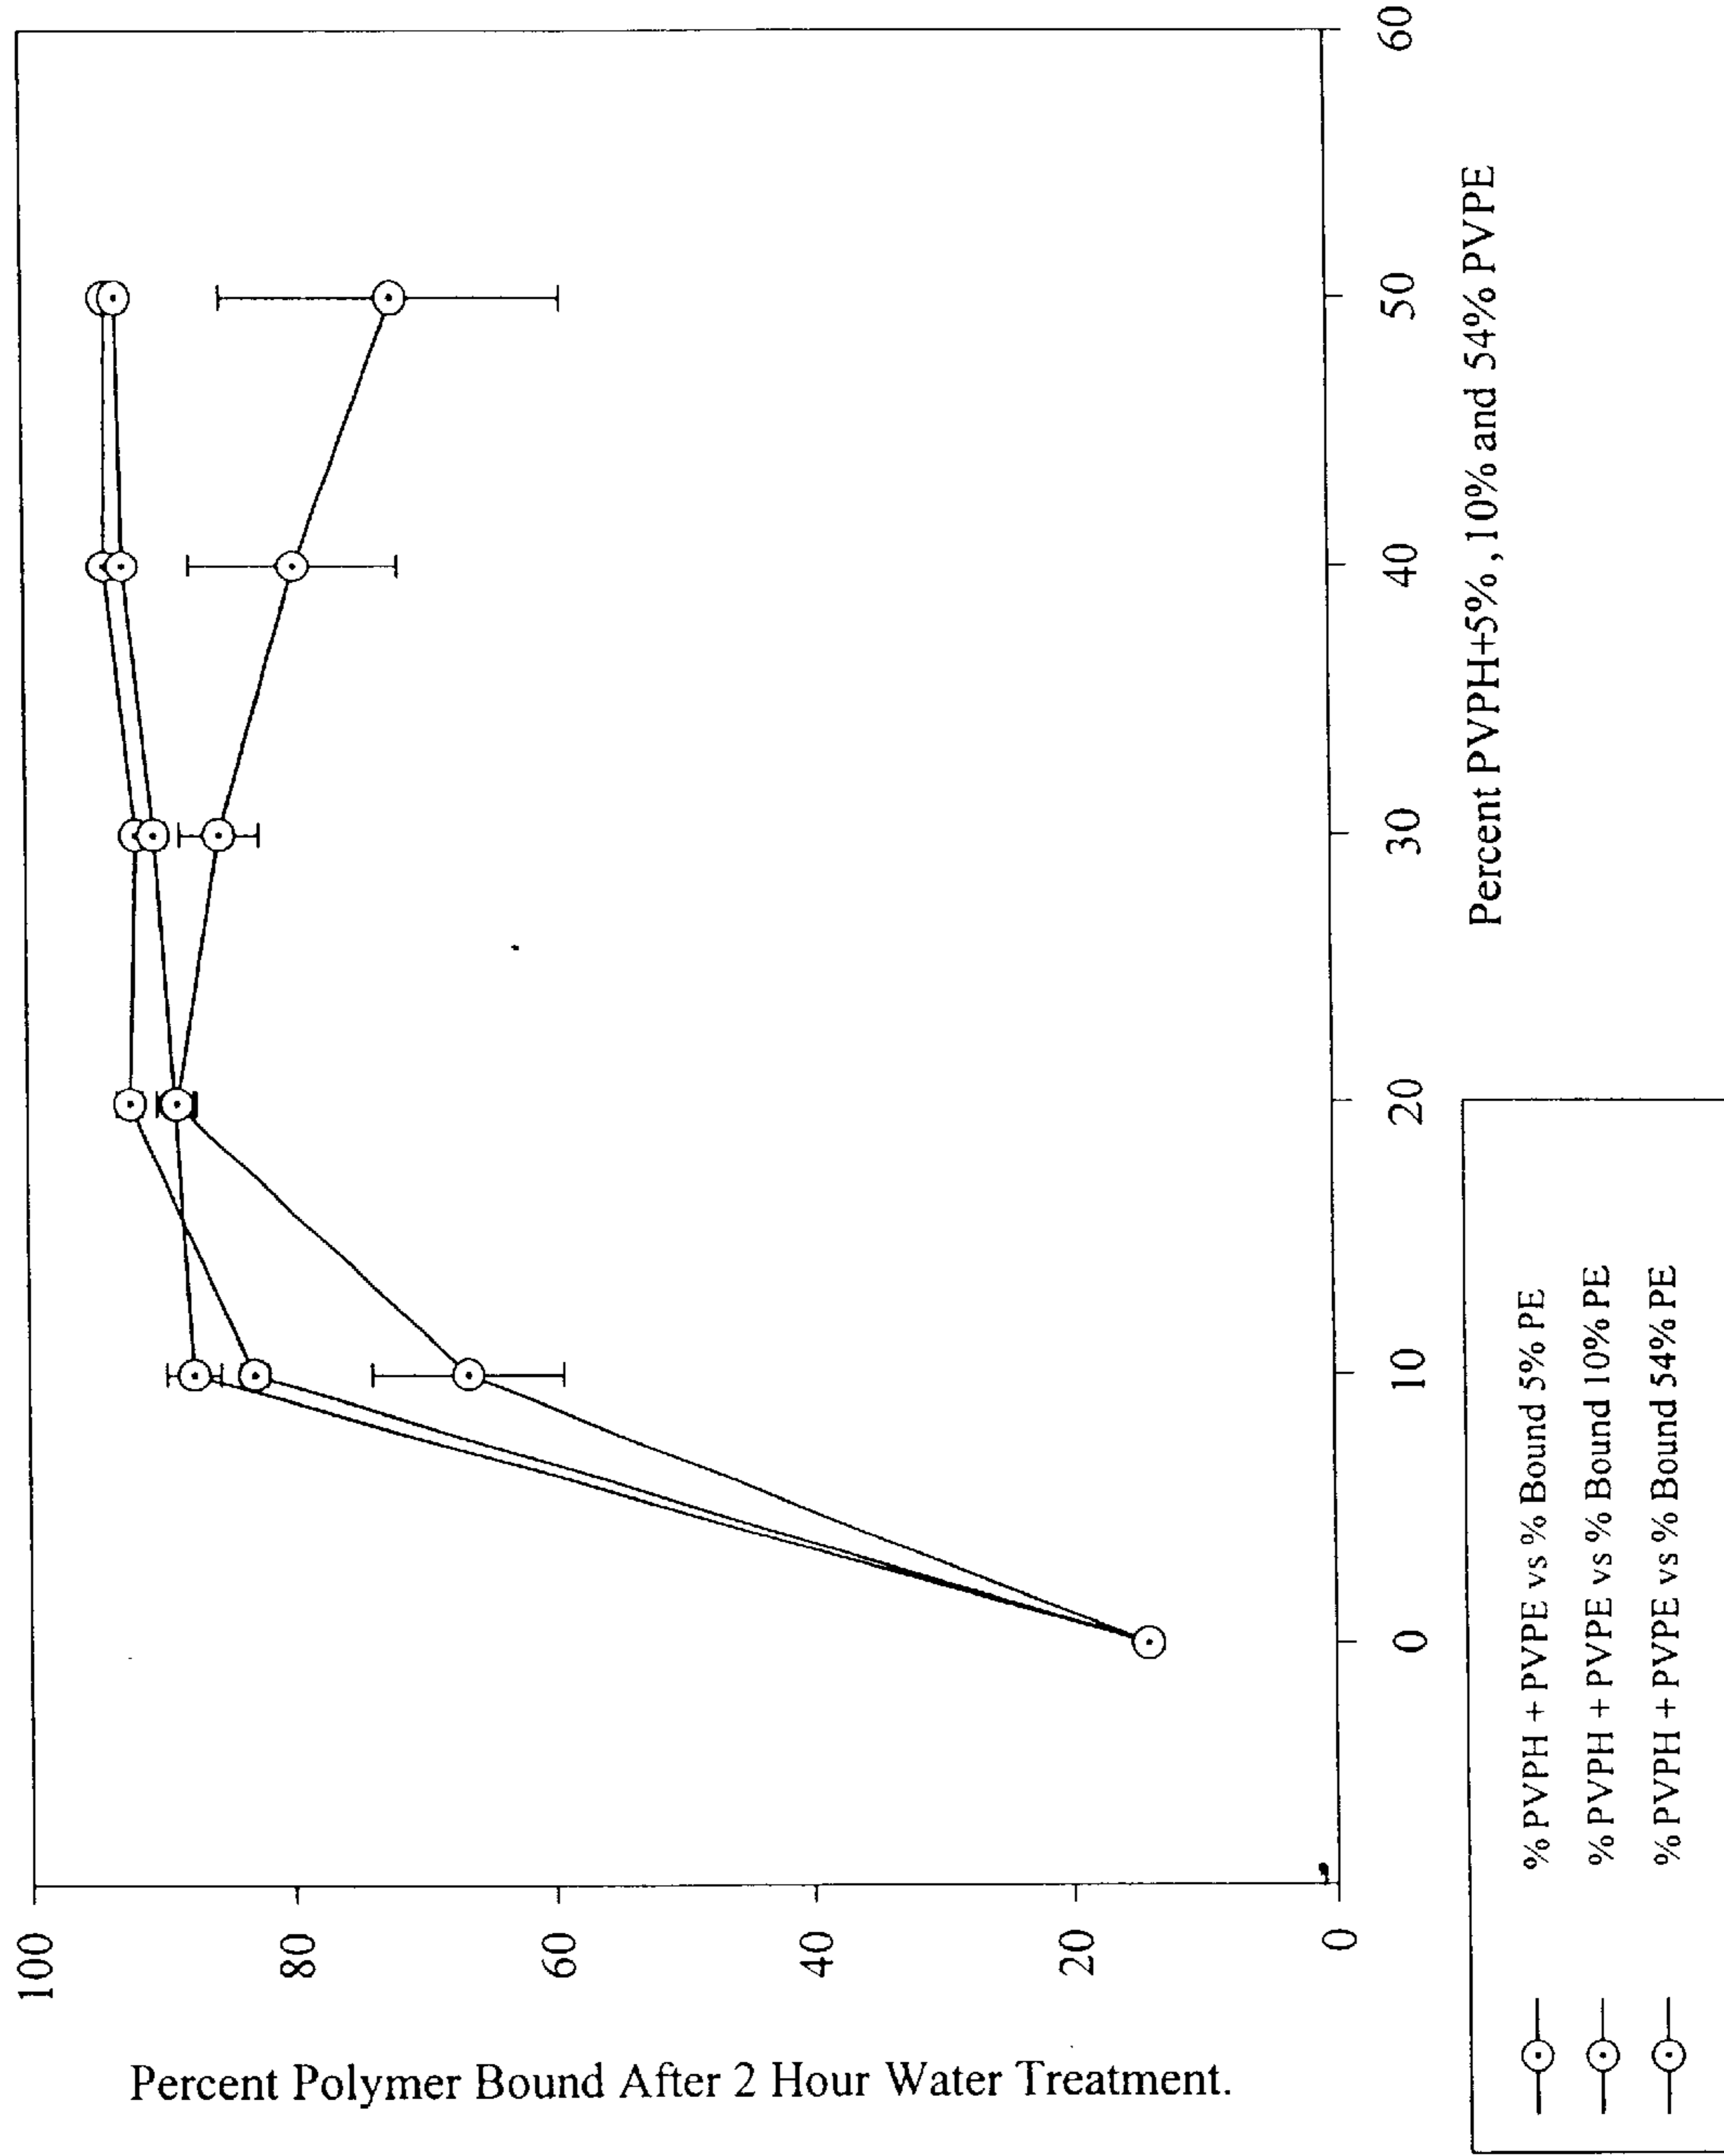 Percent Polymer Bound After 2 Hour Water Treatment.
100
80
60
40
20
0
0
10
20
30
40
50
60
Percent PVPH+5%, 10% and 54% PVPE
% PVPH + PVPE vs % Bound 5% PE
% PVPH + PVPE vs % Bound 10% PE
% PVPH + PVPE vs % Bound 54% PE